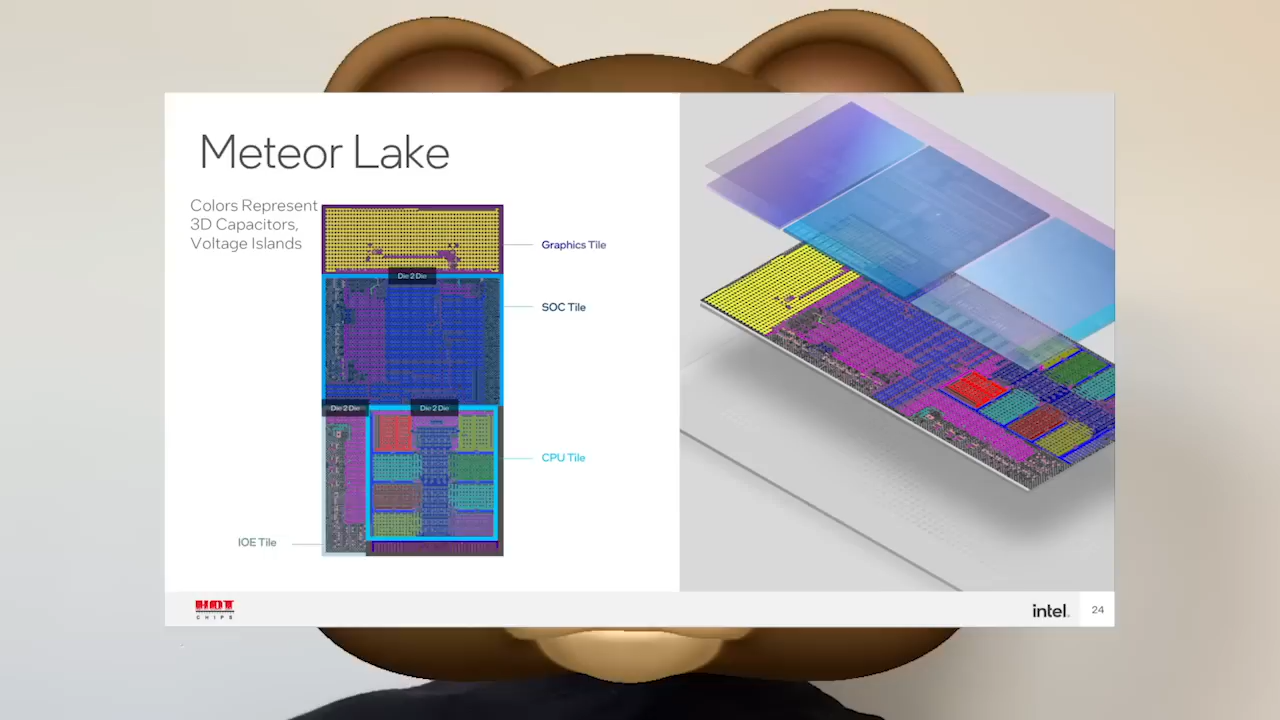 Meteor Lake
Colors Represent
3D Capacitors,
Voltage Islands
Graphics Tile
Die 2 Die
SOC Tile
Die 2 Die
Die 2 Die
CPU Tile
IOE Tile
HOT
CHIPS
intel.
24